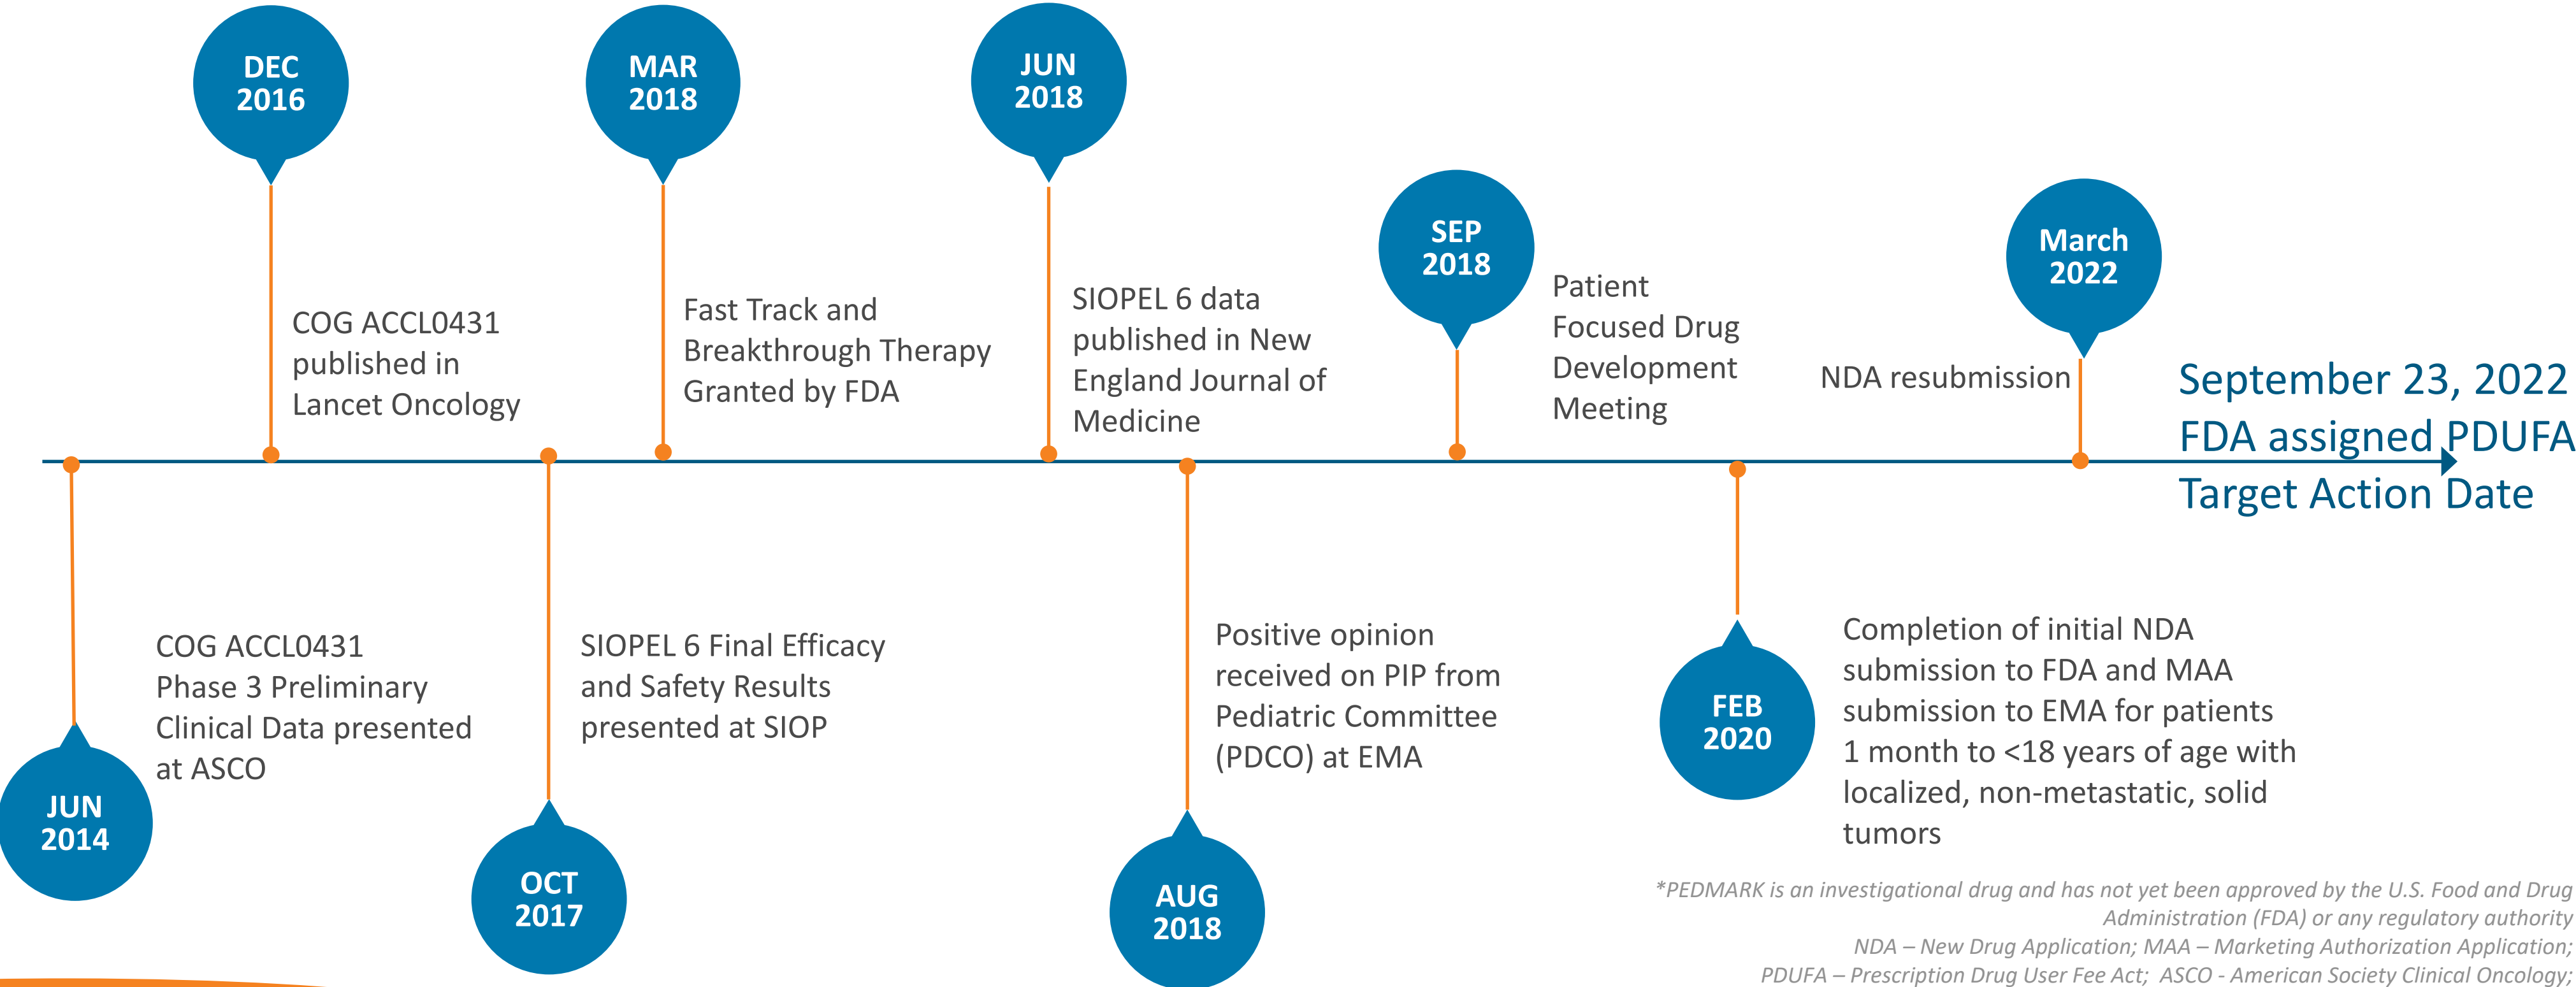 DEC
2016
COG ACCL0431
published in
Lancet Oncology
MAR
2018
Fast Track and
Breakthrough Therapy
Granted by FDA
JUN
2018
SIOPEL 6 data
published in New
England Journal of
Medicine
SEP
2018
Patient
Focused Drug
Development
Meeting
March
2022
NDA resubmission
September 23, 2022
FDA assigned PDUFA
Target Action Date
JUN
2014
COG ACCL0431
Phase 3 Preliminary
Clinical Data presented
at ASCO
OCT
2017
SIOPEL 6 Final Efficacy
and Safety Results
presented at SIOP
AUG
2018
Positive opinion
received on PIP from
Pediatric Committee
(PDCO) at EMA
FEB
2020
Completion of initial NDA
submission to FDA and MAA
submission to EMA for patients
1 month to <18 years of age with
localized, non-metastatic, solid
tumors
*PEDMARK is an investigational drug and has not yet been approved by the U.S. Food and Drug
Administration (FDA) or any regulatory authority
NDA – New Drug Application; MAA – Marketing Authorization Application;
PDUFA – Prescription Drug User Fee Act; ASCO - American Society Clinical Oncology;